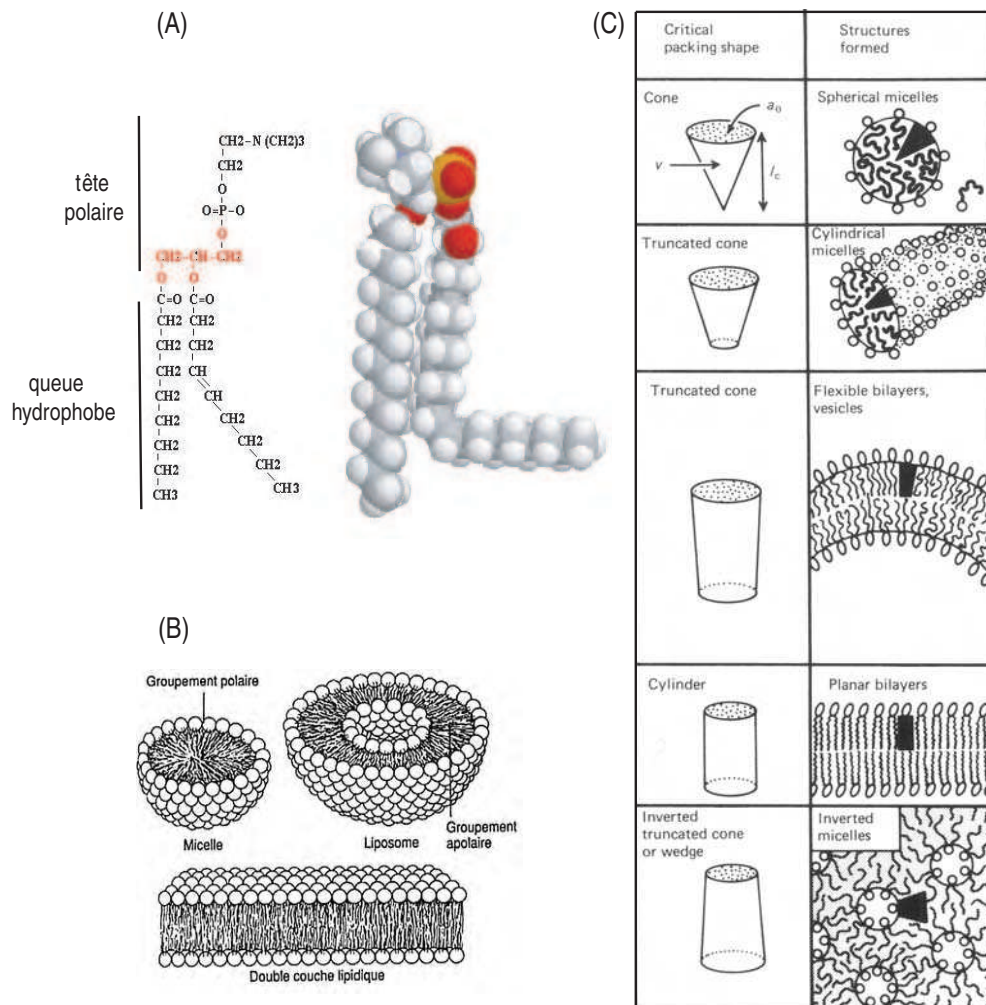 (A)
tête
polaire
queue
hydrophobe
CH2-N (CH2)3
CH2
O
O=P-O
O
CH2 - CH - CH2
O O
C=O C=O
CH2 CH2
CH2 CH2
CH2 CH
CH2 CH
CH2 CH2
CH2 CH2
CH2 CH2
CH3 CH3
(B)
Groupement polaire
Micelle
Liposome
Groupement
apolaire
Double couche lipidique
(C)
Critical
packing shape
Structures
formed
Cone
a0
v
lc
Spherical micelles
Truncated cone
Cylindrical
micelles
Truncated cone
Flexible bilayers,
vesicles
Cylinder
Planar bilayers
Inverted
truncated cone
or wedge
Inverted
micelles